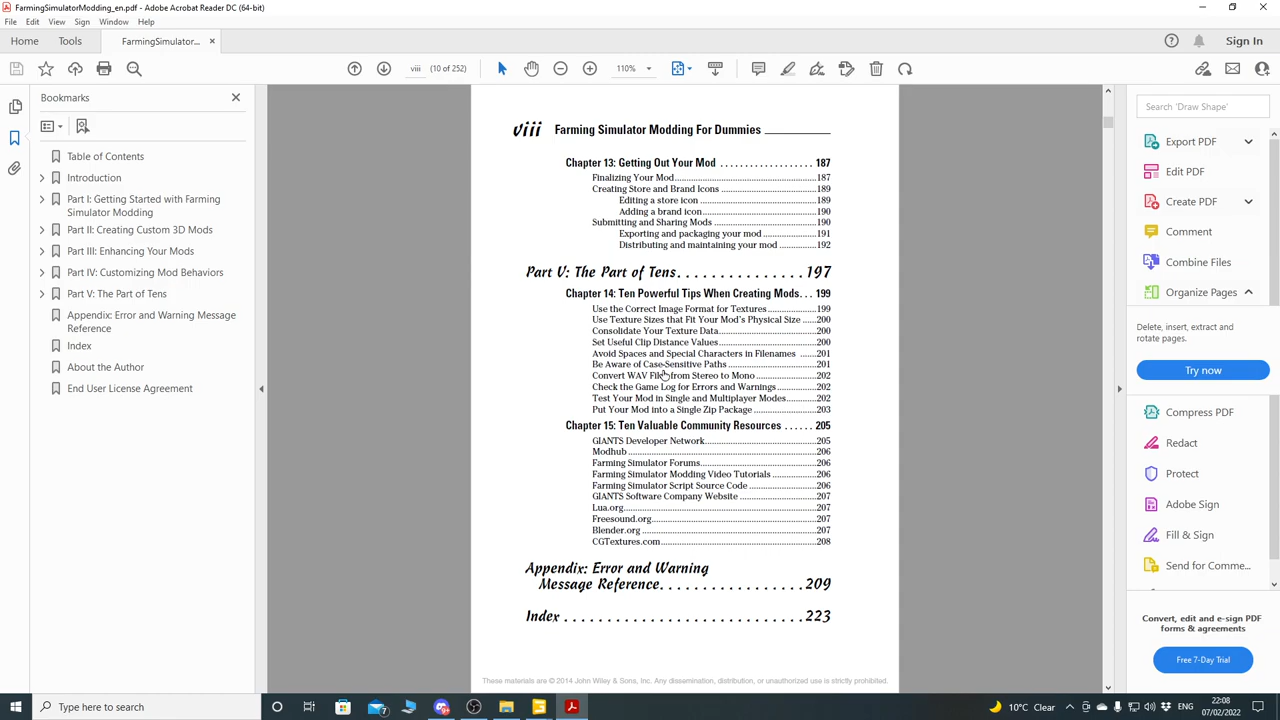 FarmingSimulatorModding_en.pdf - Adobe Acrobat Reader DC (64-bit)
File Edit View Sign Window Help
Home Tools FarmingSimulator... × Sign In
viii (10 of 252) 110%
Bookmarks
Table of Contents
Introduction
Part I: Getting Started with Farming
Simulator Modding
Part II: Creating Custom 3D Mods
Part III: Enhancing Your Mods
Part IV: Customizing Mod Behaviors
Part V: The Part of Tens
Appendix: Error and Warning Message
Reference
Index
About the Author
End User License Agreement
viii Farming Simulator Modding For Dummies
Chapter 13: Getting Out Your Mod . . . . . . . . . . . . . . . . . . . 187
Finalizing Your Mod..................................................187
Creating Store and Brand Icons ..................................189
Editing a store icon ..........................................189
Adding a brand icon..........................................190
Submitting and Sharing Mods ....................................190
Exporting and packaging your mod ...................191
Distributing and maintaining your mod .............192
Part V: The Part of Tens. . . . . . . . . . . . . . . 197
Chapter 14: Ten Powerful Tips When Creating Mods. . . 199
Use the Correct Image Format for Textures ...................199
Use Texture Sizes that Fit Your Mod's Physical Size .....200
Consolidate Your Texture Data...................................200
Set Useful Clip Distance Values...................................200
Avoid Spaces and Special Characters in Filenames ......201
Be Aware of Case-Sensitive Paths ................................201
Convert WAV Files from Stereo to Mono ......................202
Check the Game Log for Errors and Warnings..............202
Test Your Mod in Single and Multiplayer Modes...........202
Put Your Mod into a Single Zip Package .......................203
Chapter 15: Ten Valuable Community Resources . . . . . . 205
GIANTS Developer Network........................................205
Modhub ....................................................................206
Farming Simulator Forums.........................................206
Farming Simulator Modding Video Tutorials ................206
Farming Simulator Script Source Code ........................206
GIANTS Software Company Website ...........................207
Lua.org......................................................................207
Freesound.org............................................................207
Blender.org ................................................................207
CGTextures.com.........................................................208
Appendix: Error and Warning
Message Reference. . . . . . . . . . . . . . . . . 209
Index . . . . . . . . . . . . . . . . . . . . . . . . . . . . 223
These materials are © 2014 John Wiley & Sons, Inc. Any dissemination, distribution, or unauthorized use is strictly prohibited.
Search 'Draw Shape'
Export PDF
Edit PDF
Create PDF
Comment
Combine Files
Organize Pages
Delete, insert, extract and
rotate pages.
Try now
Compress PDF
Redact
Protect
Adobe Sign
Fill & Sign
Send for Comme...
Convert, edit and e-sign PDF
forms & agreements
Free 7-Day Trial
Type here to search
10°C Clear
ENG
22:08
07/02/2022